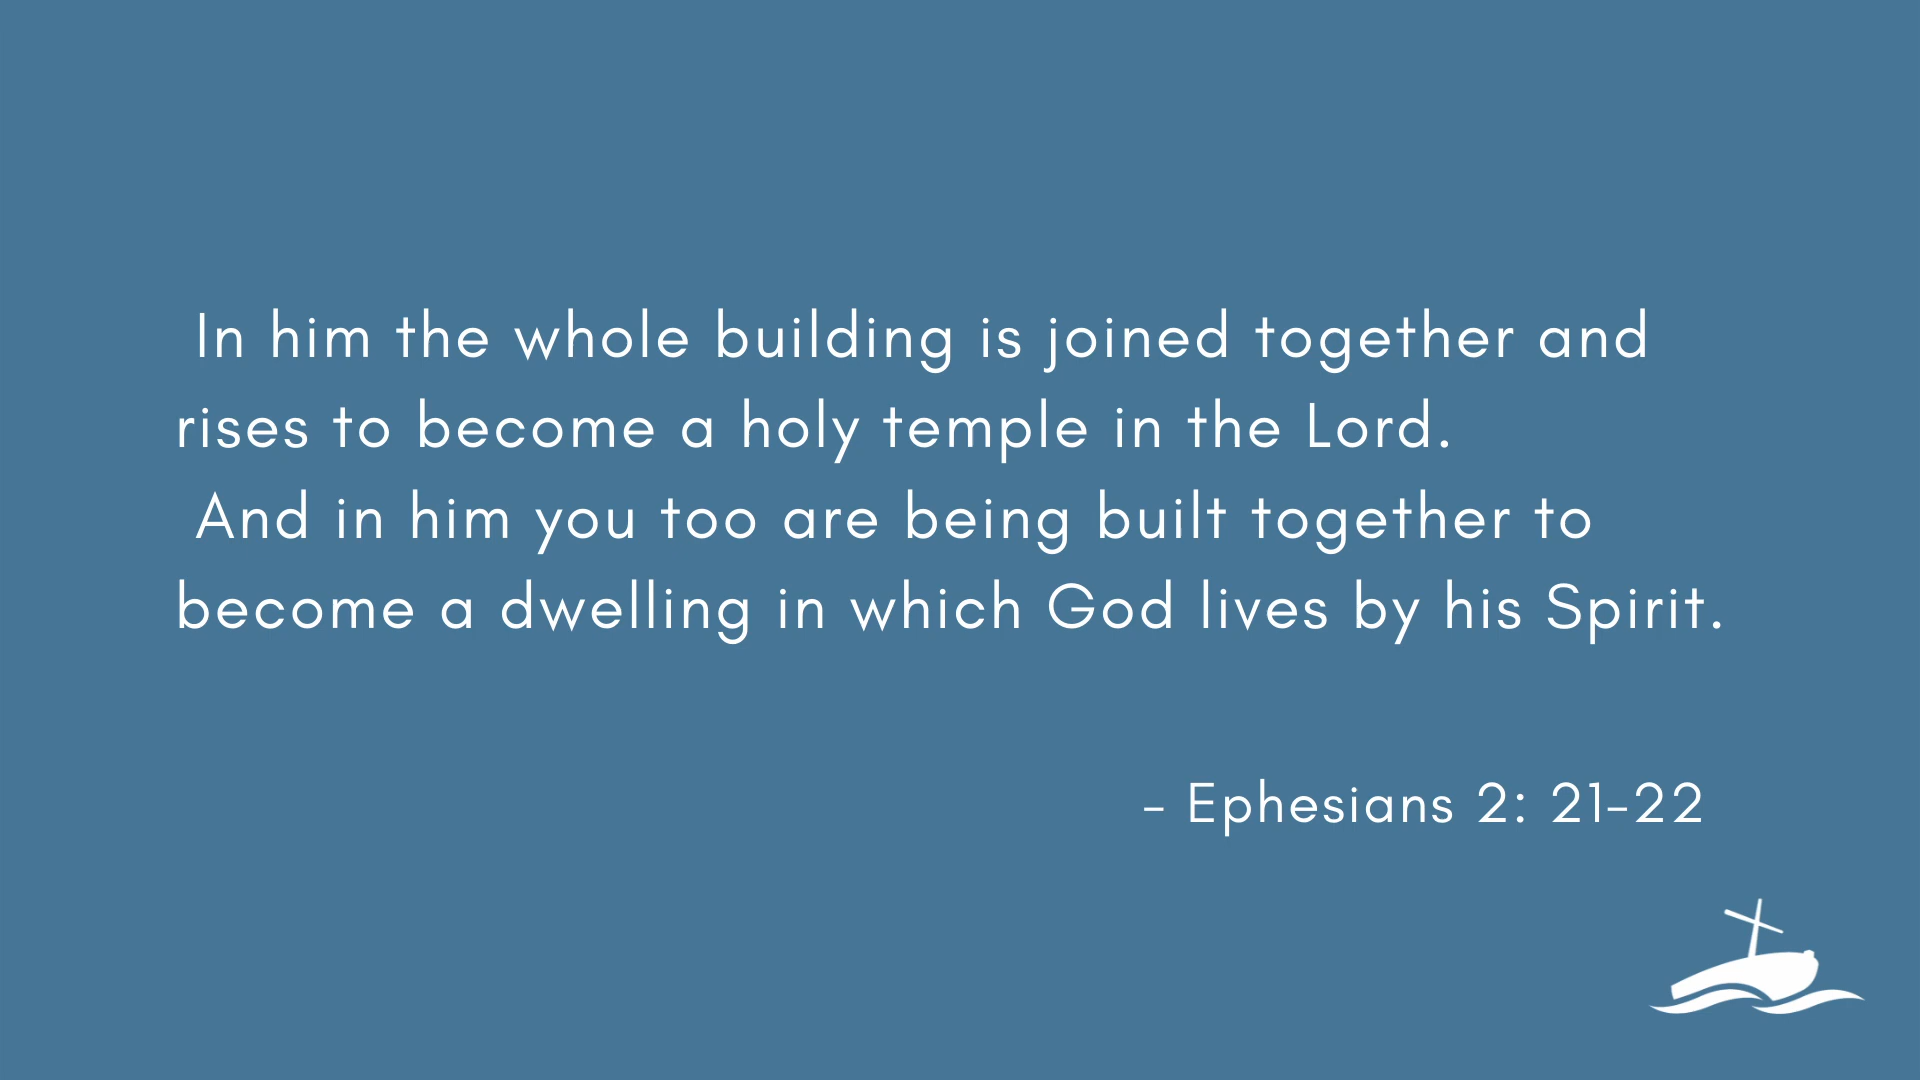 In him the whole building is joined together and
rises to become a holy temple in the Lord.
And in him you too are being built together to
become a dwelling in which God lives by his Spirit.
- Ephesians 2: 21-22